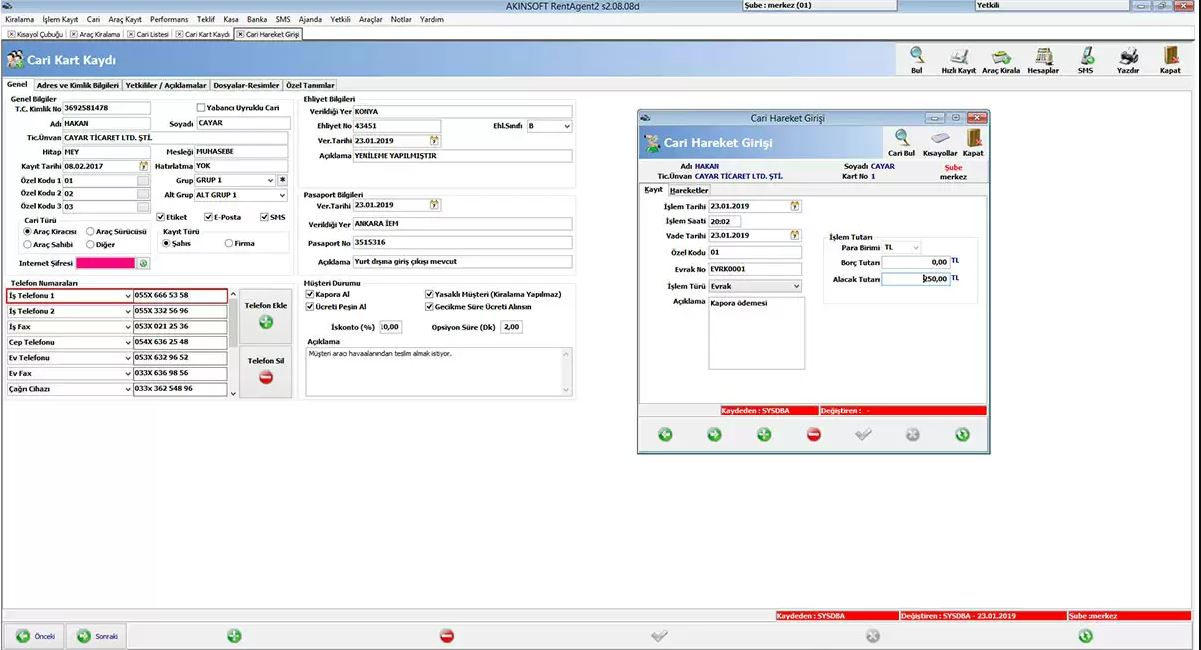 AKINSOFT RentAgent2 s2.08.08d
Şube : merkez (01)
Yetkili
Kiralama İşlem Kayıt Cari Araç Kayıt Performans Teklif Kasa Banka SMS Ajanda Yetkili Araçlar Notlar Yardım
Kısayol Çubuğu Araç Kiralama Cari Listesi Cari Kart Kaydı Cari Hareket Girişi
Cari Kart Kaydı
Bul Hızlı Kayıt Araç Kirala Hesaplar SMS Yazdır Kapat
Genel Adres ve Kimlik Bilgileri Yetkililer / Açıklamalar Dosyalar-Resimler Özel Tanımlar
Genel Bilgiler
T.C. Kimlik No 3692581478 Yabancı Uyruklu Cari
Adı HAKAN Soyadı CAYAR
Tic.Ünvan CAYAR TİCARET LTD. ŞTİ.
Hitap MEY Mesleği MUHASEBE
Kayıt Tarihi 08.02.2017 Hatırlatma YOK
Özel Kodu 1 01 Grup GRUP 1 *
Özel Kodu 2 02 Alt Grup ALT GRUP 1
Özel Kodu 3 03
Cari Türü Etiket E-Posta SMS
Araç Kiracısı Araç Sürücüsü Kayıt Türü
Araç Sahibi Diğer Şahıs Firma
Internet Şifresi
Telefon Numaraları
İş Telefonu 1 055X 666 53 58
İş Telefonu 2 055X 332 56 96
İş Fax 053X 021 25 36
Cep Telefonu 054X 636 25 48
Ev Telefonu 053X 632 96 52
Ev Fax 033X 636 98 56
Çağrı Cihazı 033x 362 548 96
Telefon Ekle
Telefon Sil
Ehliyet Bilgileri
Verildiği Yer KONYA
Ehliyet No 43451 Ehl.Sınıfı B
Ver.Tarihi 23.01.2019
Açıklama YENİLEME YAPILMIŞTIR
Pasaport Bilgileri
Ver.Tarihi 23.01.2019
Verildiği Yer ANKARA İEM
Pasaport No 3515316
Açıklama Yurt dışına giriş çıkışı mevcut
Müşteri Durumu
Kapora Al Yasaklı Müşteri (Kiralama Yapılmaz)
Ücreti Peşin Al Gecikme Süre Ücreti Alınsın
İskonto (%) 0,00 Opsiyon Süre (Dk) 2,00
Açıklama
Müşteri aracı havaalanından teslim almak istiyor.
Cari Hareket Girişi
Cari Hareket Girişi
Cari Bul Kısayollar Kapat
Adı HAKAN Soyadı CAYAR Şube
Tic.Ünvan CAYAR TİCARET LTD. ŞTİ. Kart No 1 merkez
Kayıt Hareketler
İşlem Tarihi 23.01.2019
İşlem Saati 20:02
Vade Tarihi 23.01.2019
Özel Kodu 01
Evrak No EVRK0001
İşlem Türü Evrak
Açıklama Kapora ödemesi
İşlem Tutarı
Para Birimi TL
Borç Tutarı 0,00 TL
Alacak Tutarı 250,00 TL
Kaydeden : SYSDBA Değiştiren : -
Kaydeden : SYSDBA Değiştiren : SYSDBA - 23.01.2019 Şube :merkez
Önceki Sonraki